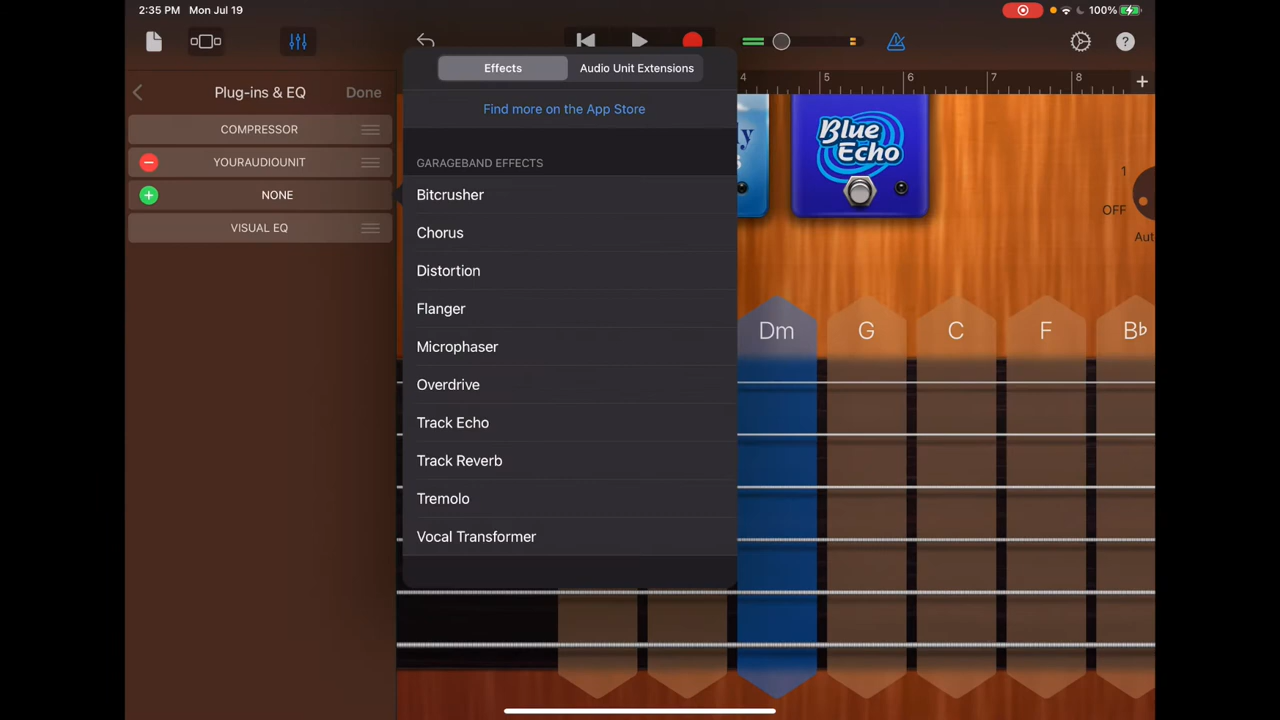 2:35 PM Mon Jul 19
100%
Plug-ins & EQ
Done
COMPRESSOR
YOURAUDIOUNIT
NONE
VISUAL EQ
Effects
Audio Unit Extensions
Find more on the App Store
GARAGEBAND EFFECTS
Bitcrusher
Chorus
Distortion
Flanger
Microphaser
Overdrive
Track Echo
Track Reverb
Tremolo
Vocal Transformer
4 5 6 7 8
Blue Echo
1
OFF
Dm G C F B♭